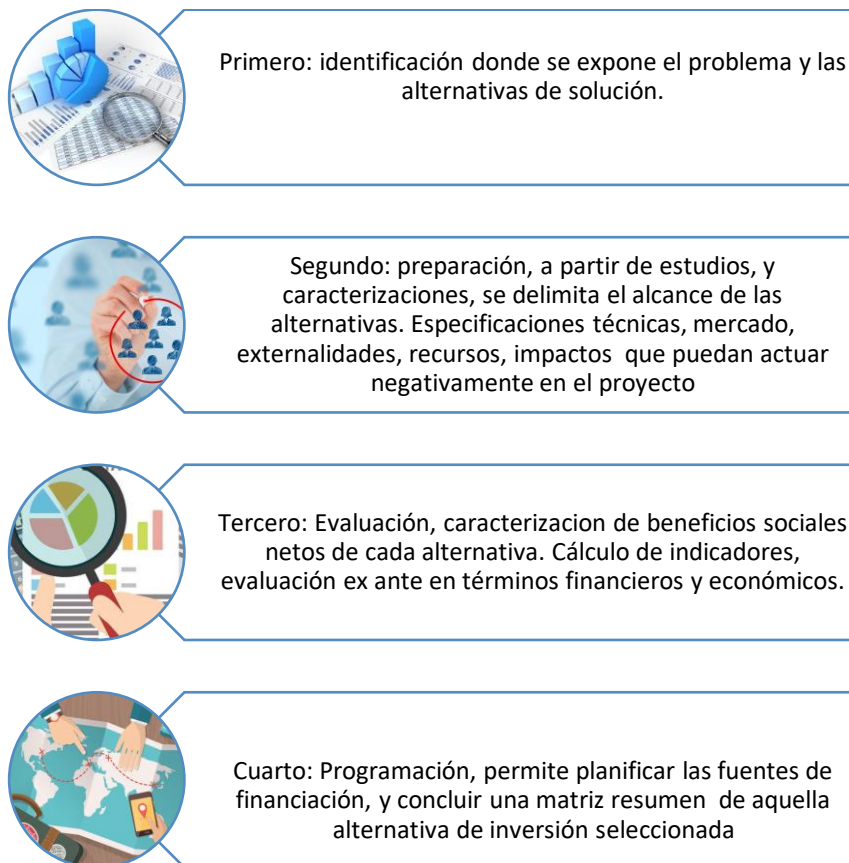 Primero: identificación donde se expone el problema y las
alternativas de solución.
Segundo: preparación, a partir de estudios, y
caracterizaciones, se delimita el alcance de las
alternativas. Especificaciones técnicas, mercado,
externalidades, recursos, impactos que puedan actuar
negativamente en el proyecto
Tercero: Evaluación, caracterizacion de beneficios sociales
netos de cada alternativa. Cálculo de indicadores,
evaluación ex ante en términos financieros y económicos.
Cuarto: Programación, permite planificar las fuentes de
financiación, y concluir una matriz resumen de aquella
alternativa de inversión seleccionada